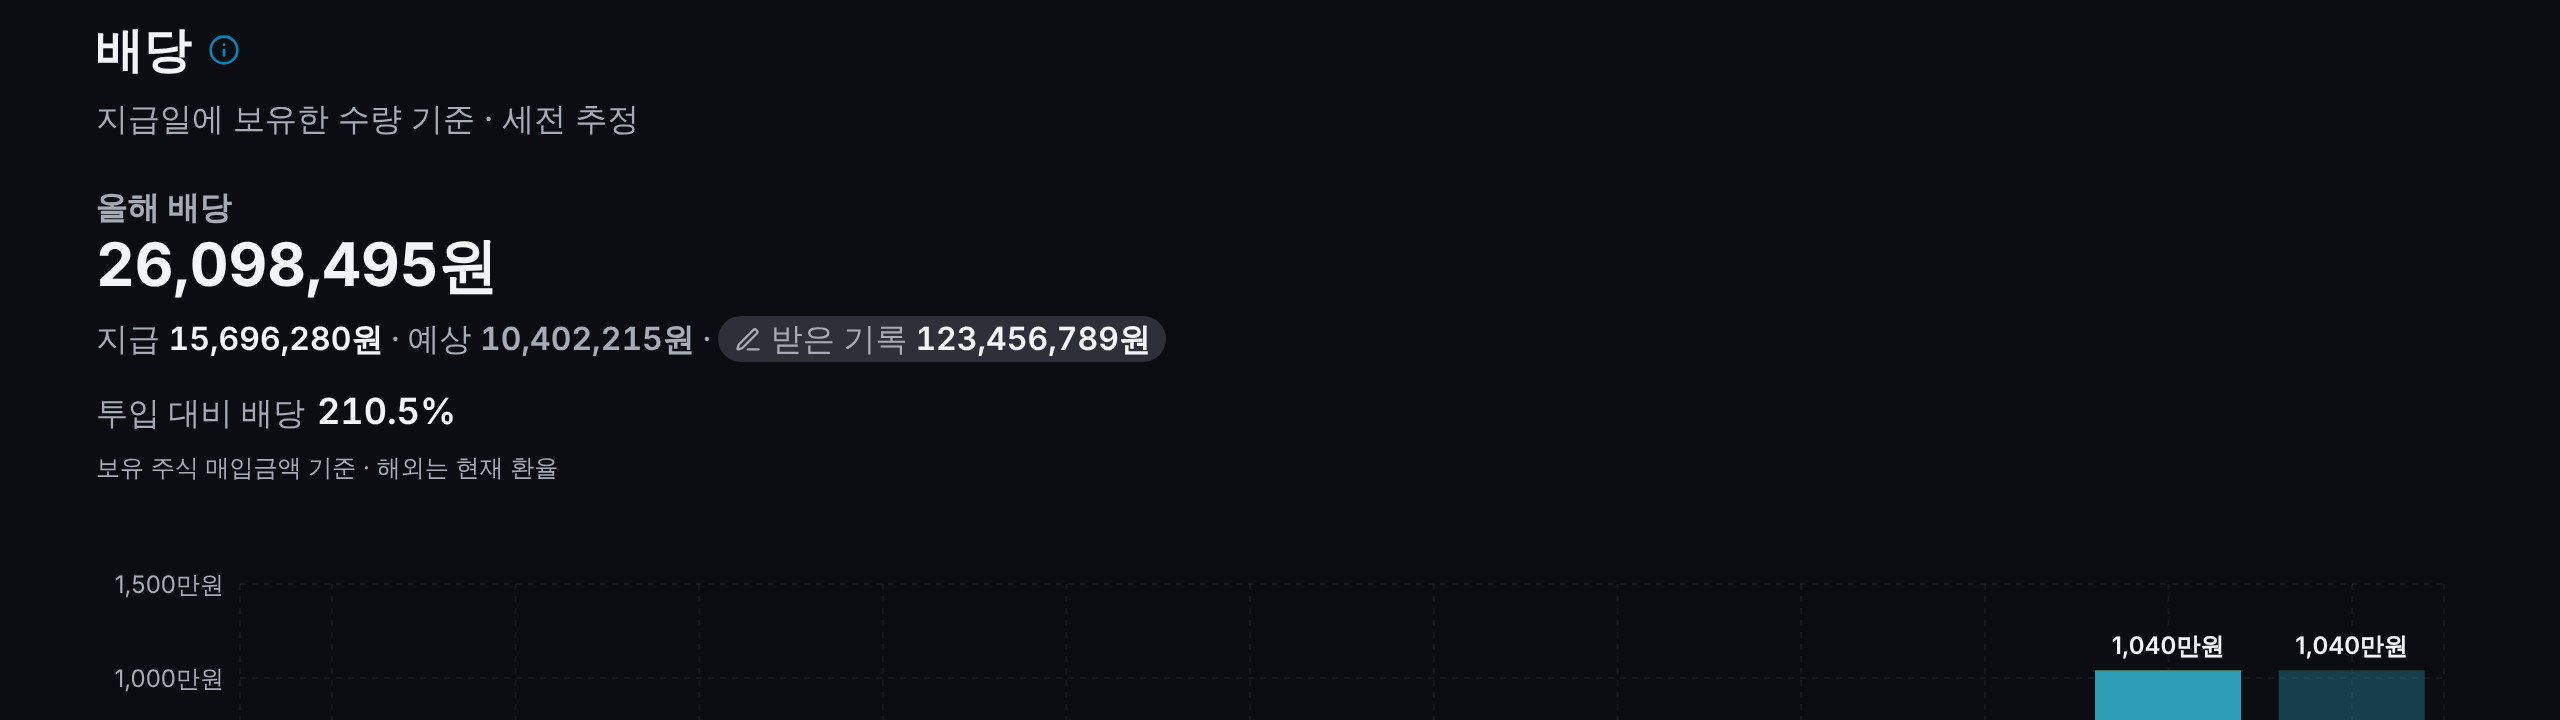 배당
지급일에 보유한 수량 기준 · 세전 추정
올해 배당
26,098,495원
지급 15,696,280원 · 예상 10,402,215원 · 받은 기록 123,456,789원
투입 대비 배당 210.5%
보유 주식 매입금액 기준 · 해외는 현재 환율
1,500만원
1,040만원 1,040만원
1,000만원